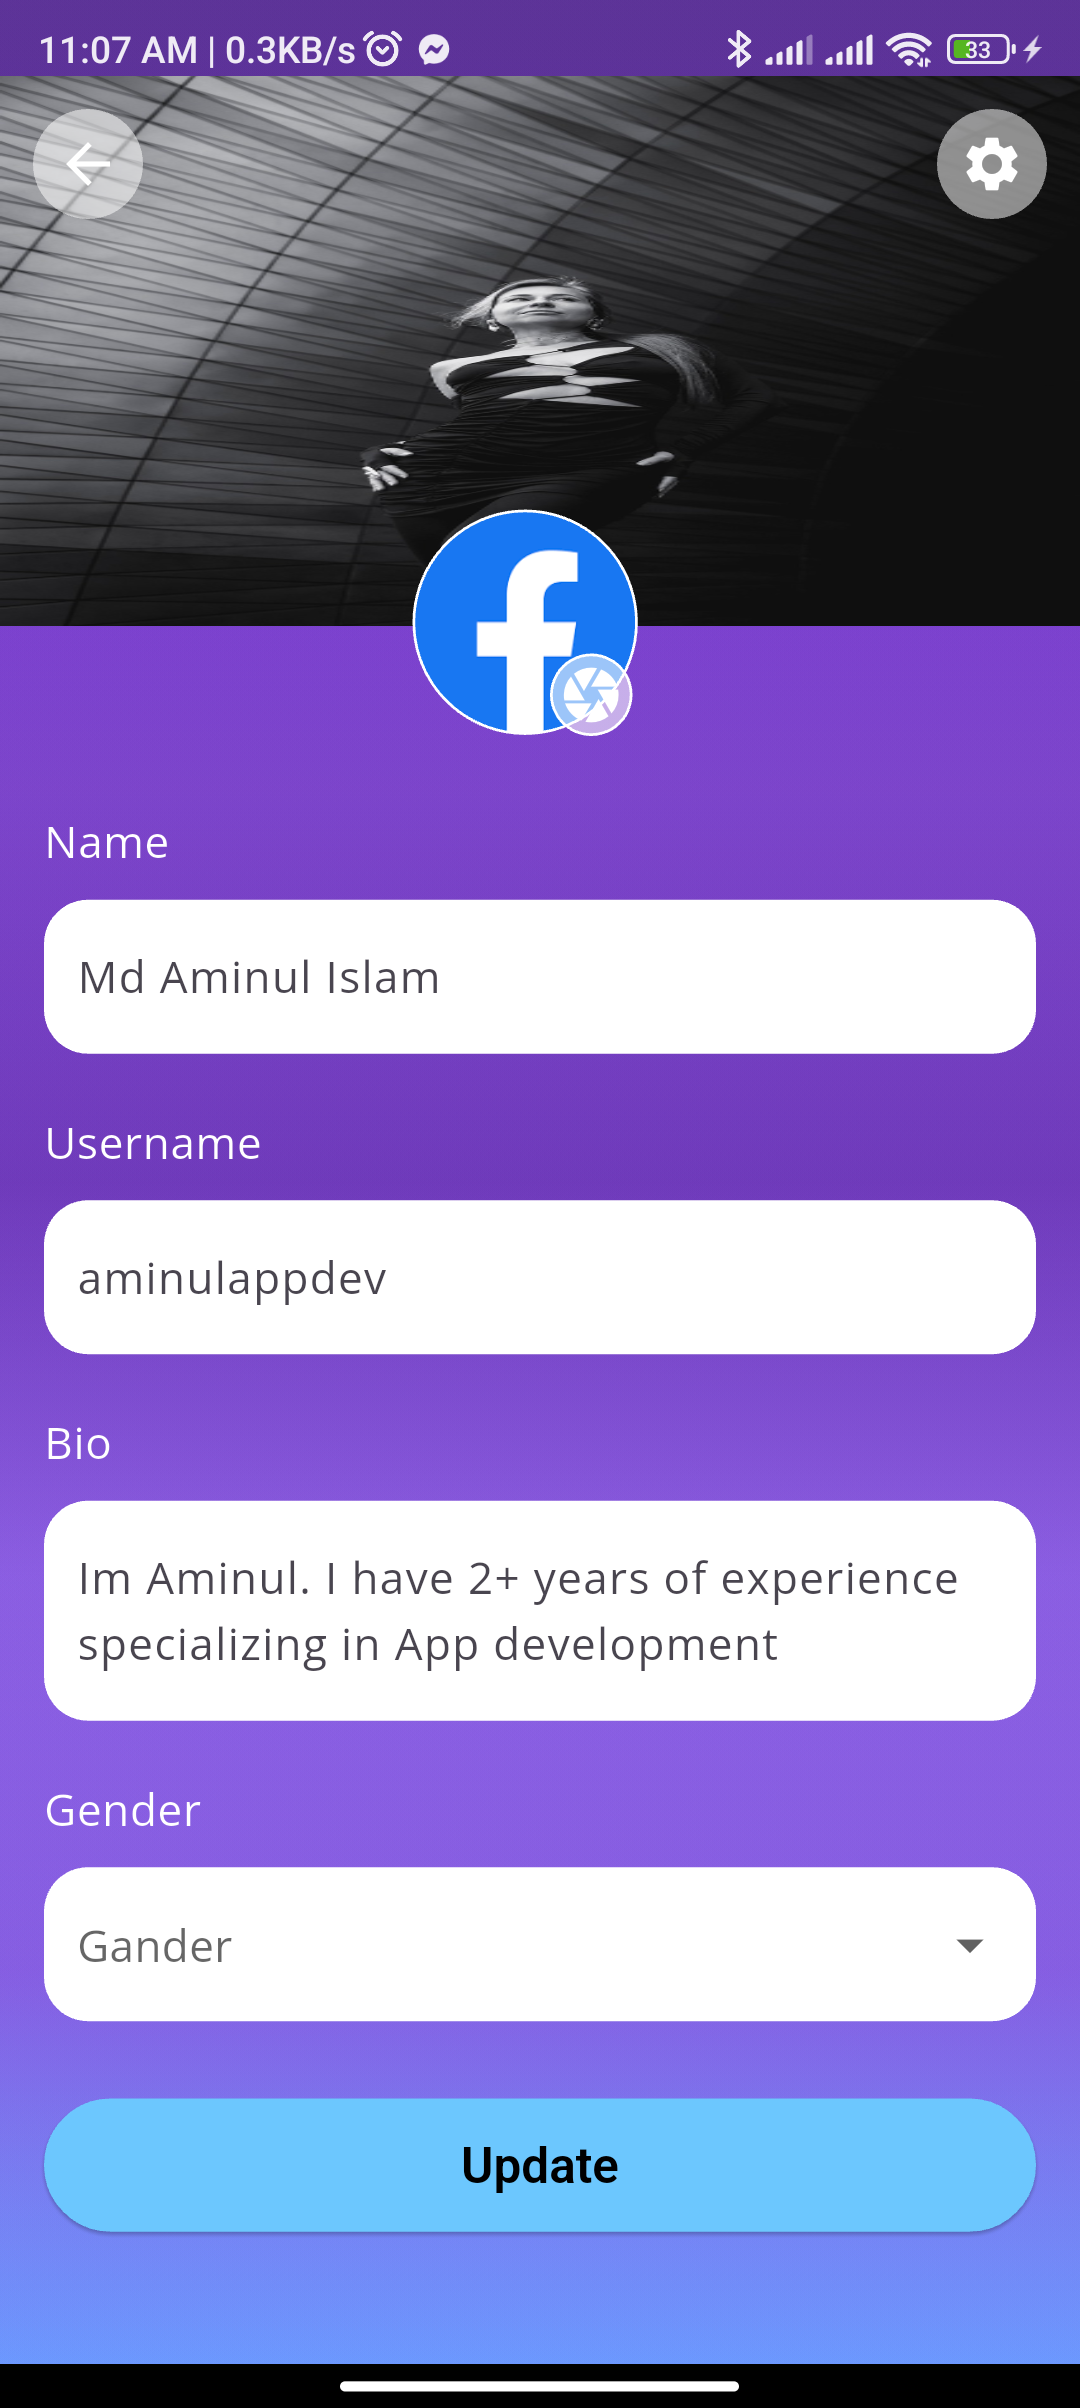 11:07 AM | 0.3KB/s
33
Name
Md Aminul Islam
Username
aminulappdev
Bio
Im Aminul. I have 2+ years of experience
specializing in App development
Gender
Gander
Update